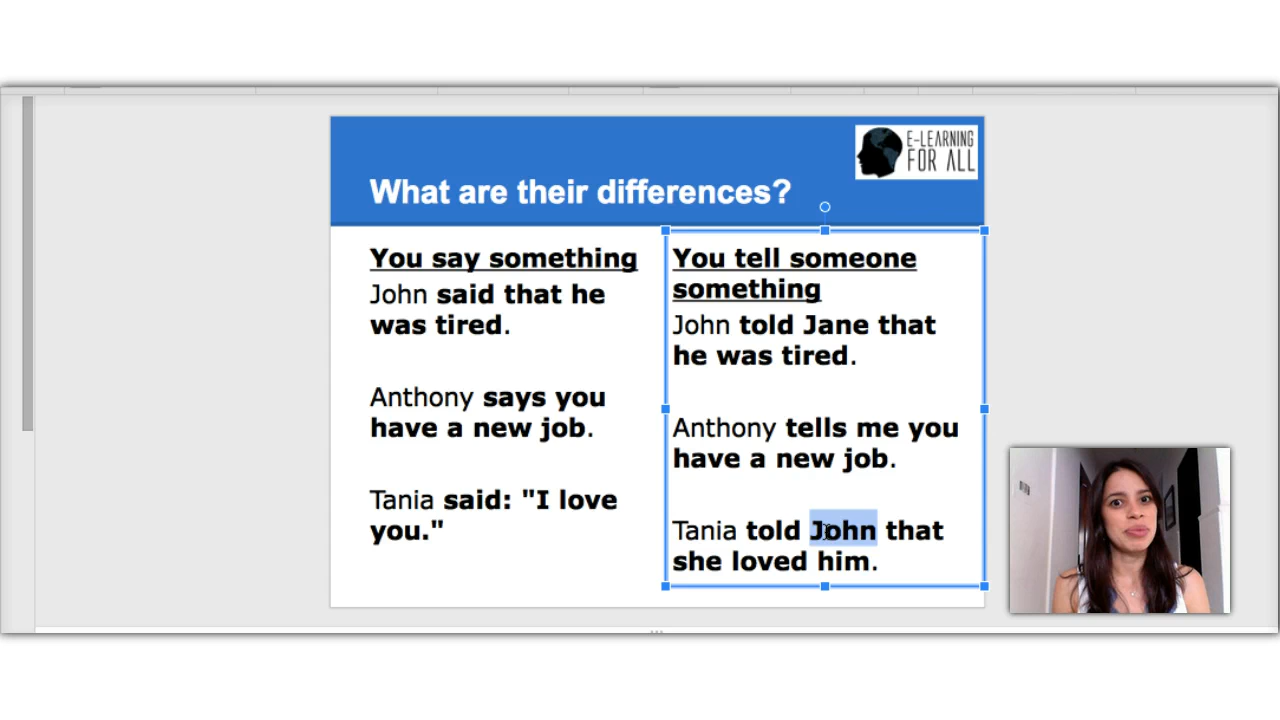 E-LEARNING
FOR ALL
What are their differences?
You say something
John said that he
was tired.
Anthony says you
have a new job.
Tania said: "I love
you."
You tell someone
something
John told Jane that
he was tired.
Anthony tells me you
have a new job.
Tania told John that
she loved him.